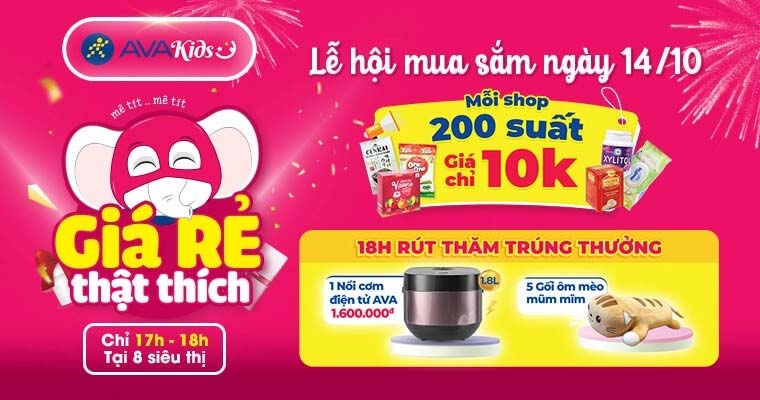 AVAKids
Lễ hội mua sắm ngày 14/10
mê tít .. mê tít
Giá RẺ
thật thích
Chỉ 17h - 18h
Tại 8 siêu thị
Mỗi shop
200 suất
Giá
chỉ
10k
XYLITOL
18H RÚT THĂM TRÚNG THƯỞNG
1 Nồi cơm
điện tử AVA
1.600.000đ
1.8L
5 Gối ôm mèo
mũm mĩm